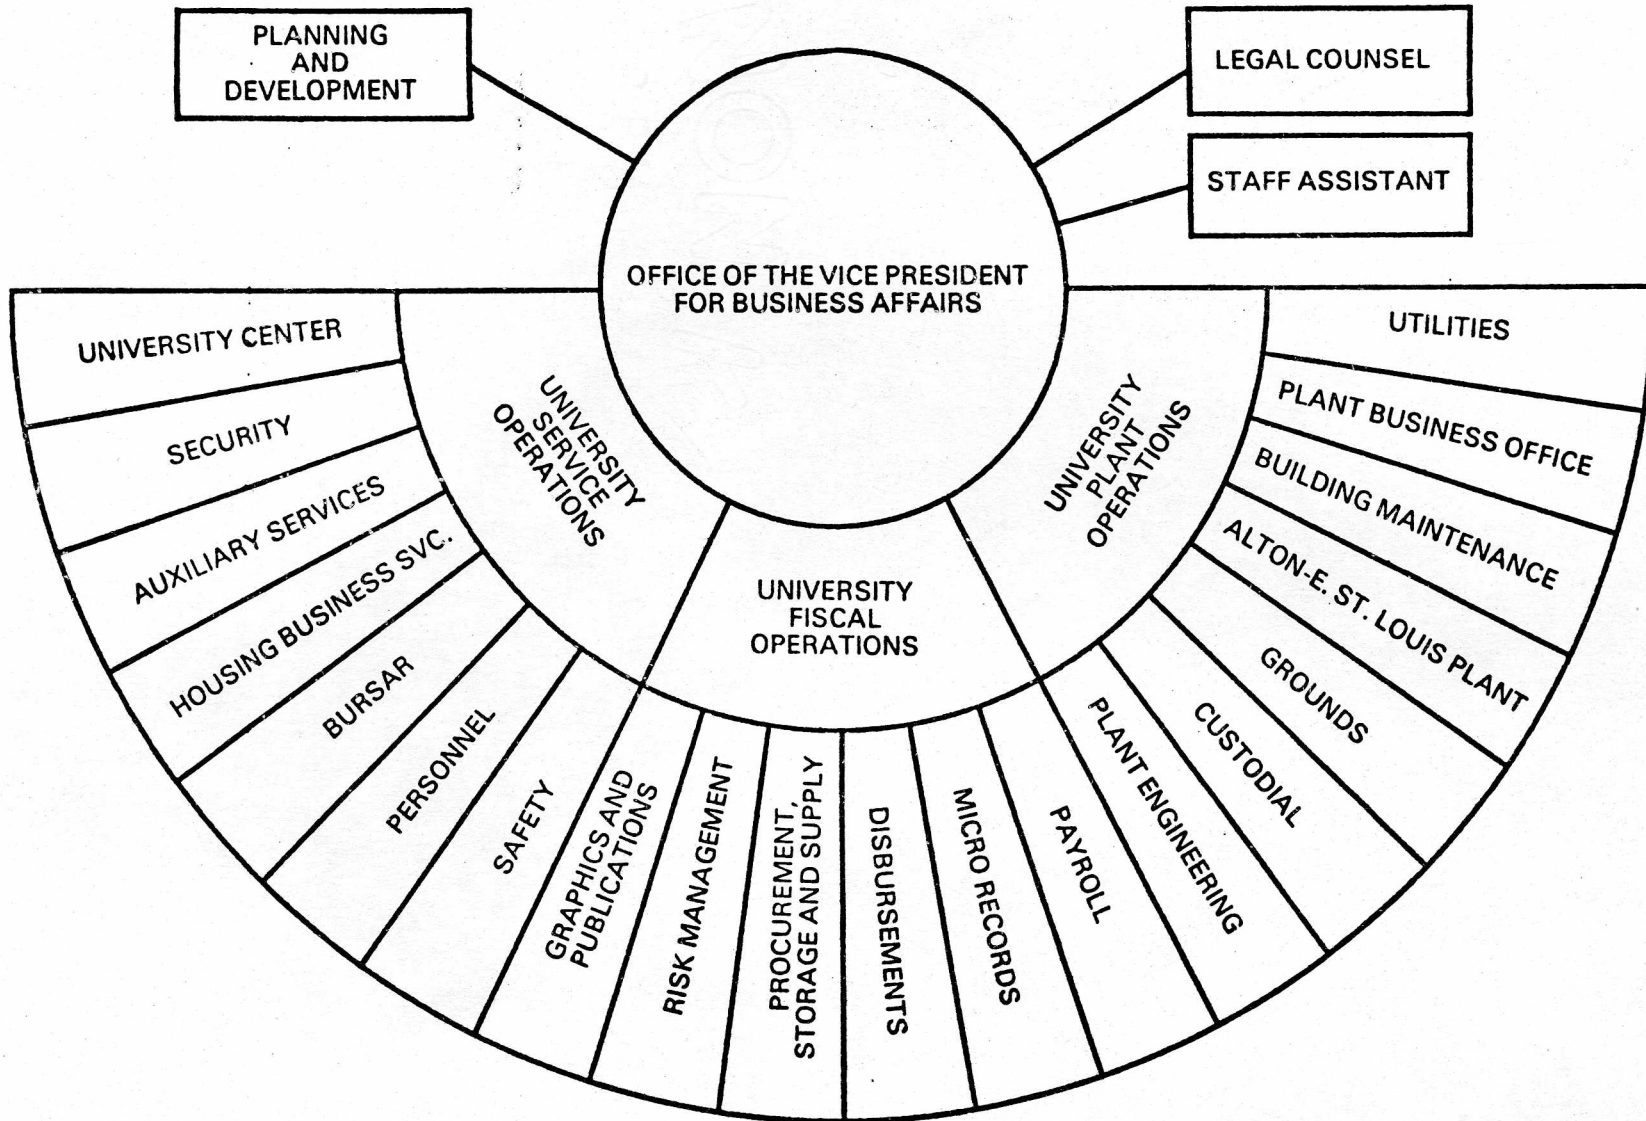 PLANNING
AND
DEVELOPMENT
LEGAL COUNSEL
STAFF ASSISTANT
OFFICE OF THE VICE PRESIDENT
FOR BUSINESS AFFAIRS
UNIVERSITY
SERVICE
OPERATIONS
UNIVERSITY
FISCAL
OPERATIONS
UNIVERSITY
PLANT
OPERATIONS
UNIVERSITY CENTER
SECURITY
AUXILIARY SERVICES
HOUSING BUSINESS SVC.
BURSAR
PERSONNEL
SAFETY
GRAPHICS AND
PUBLICATIONS
RISK MANAGEMENT
PROCUREMENT,
STORAGE AND SUPPLY
DISBURSEMENTS
MICRO RECORDS
PAYROLL
PLANT ENGINEERING
CUSTODIAL
GROUNDS
ALTON-E. ST. LOUIS PLANT
BUILDING MAINTENANCE
PLANT BUSINESS OFFICE
UTILITIES